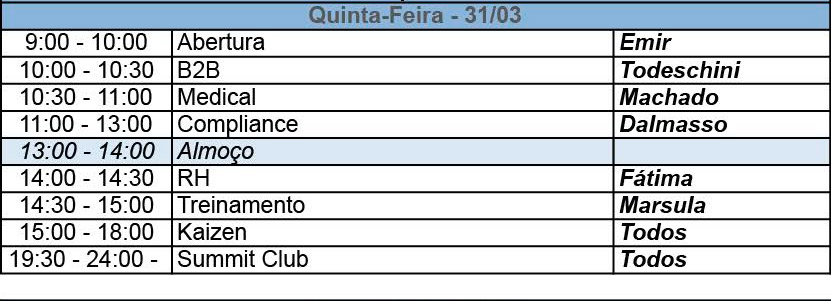 Quinta-Feira - 31/03
9:00 - 10:00 Abertura Emir
10:00 - 10:30 B2B Todeschini
10:30 - 11:00 Medical Machado
11:00 - 13:00 Compliance Dalmasso
13:00 - 14:00 Almoço
14:00 - 14:30 RH Fátima
14:30 - 15:00 Treinamento Marsula
15:00 - 18:00 Kaizen Todos
19:30 - 24:00 - Summit Club Todos